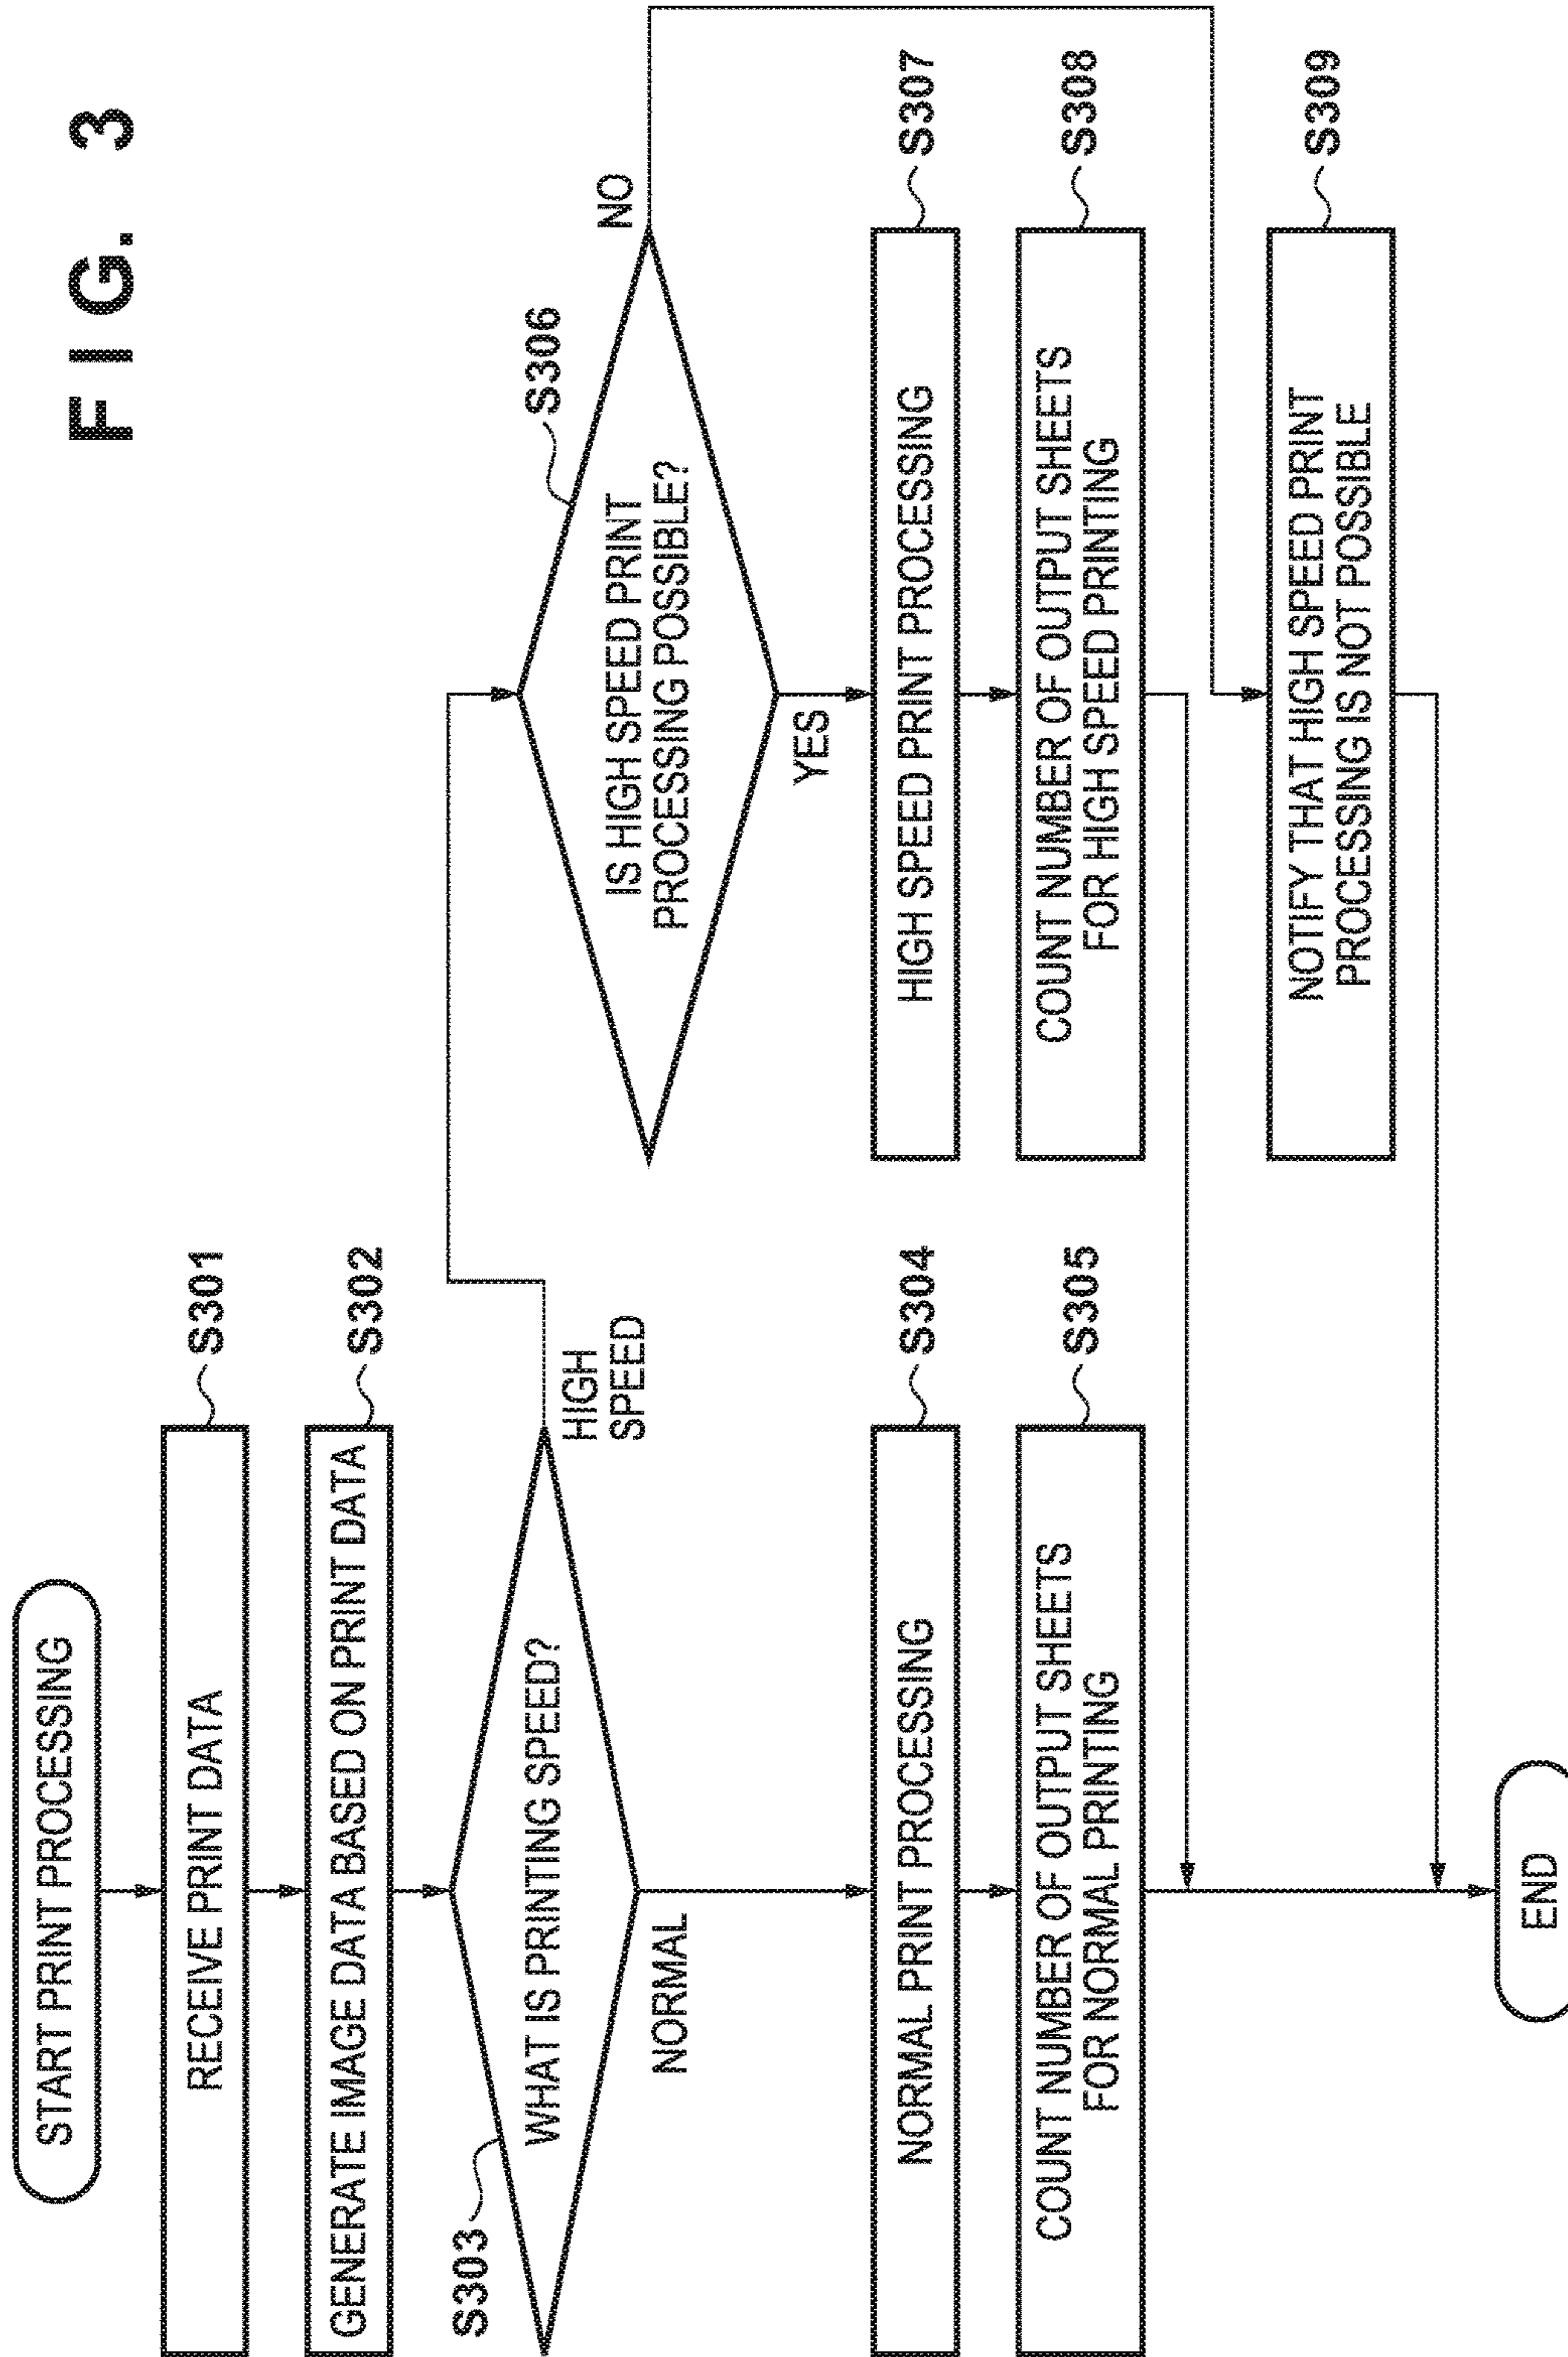 FIG. 3
START PRINT PROCESSING
RECEIVE PRINT DATA
S301
GENERATE IMAGE DATA BASED ON PRINT DATA
S302
S303
WHAT IS PRINTING SPEED?
HIGH
SPEED
NORMAL
NORMAL PRINT PROCESSING
S304
COUNT NUMBER OF OUTPUT SHEETS
FOR NORMAL PRINTING
S305
S306
IS HIGH SPEED PRINT
PROCESSING POSSIBLE?
NO
YES
HIGH SPEED PRINT PROCESSING
S307
COUNT NUMBER OF OUTPUT SHEETS
FOR HIGH SPEED PRINTING
S308
NOTIFY THAT HIGH SPEED PRINT
PROCESSING IS NOT POSSIBLE
S309
END